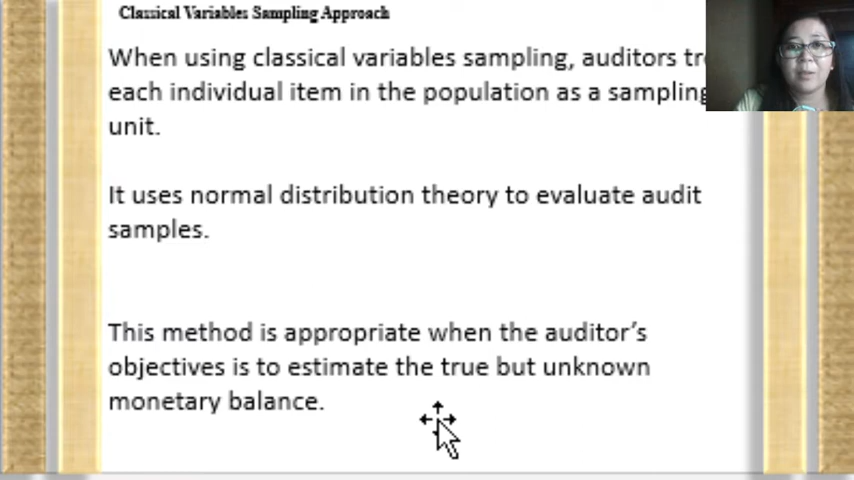 Classical Variables Sampling Approach
When using classical variables sampling, auditors
each individual item in the population as a sampling
unit.
It uses normal distribution theory to evaluate audit
samples.
This method is appropriate when the auditor's
objectives is to estimate the true but unknown
monetary balance.